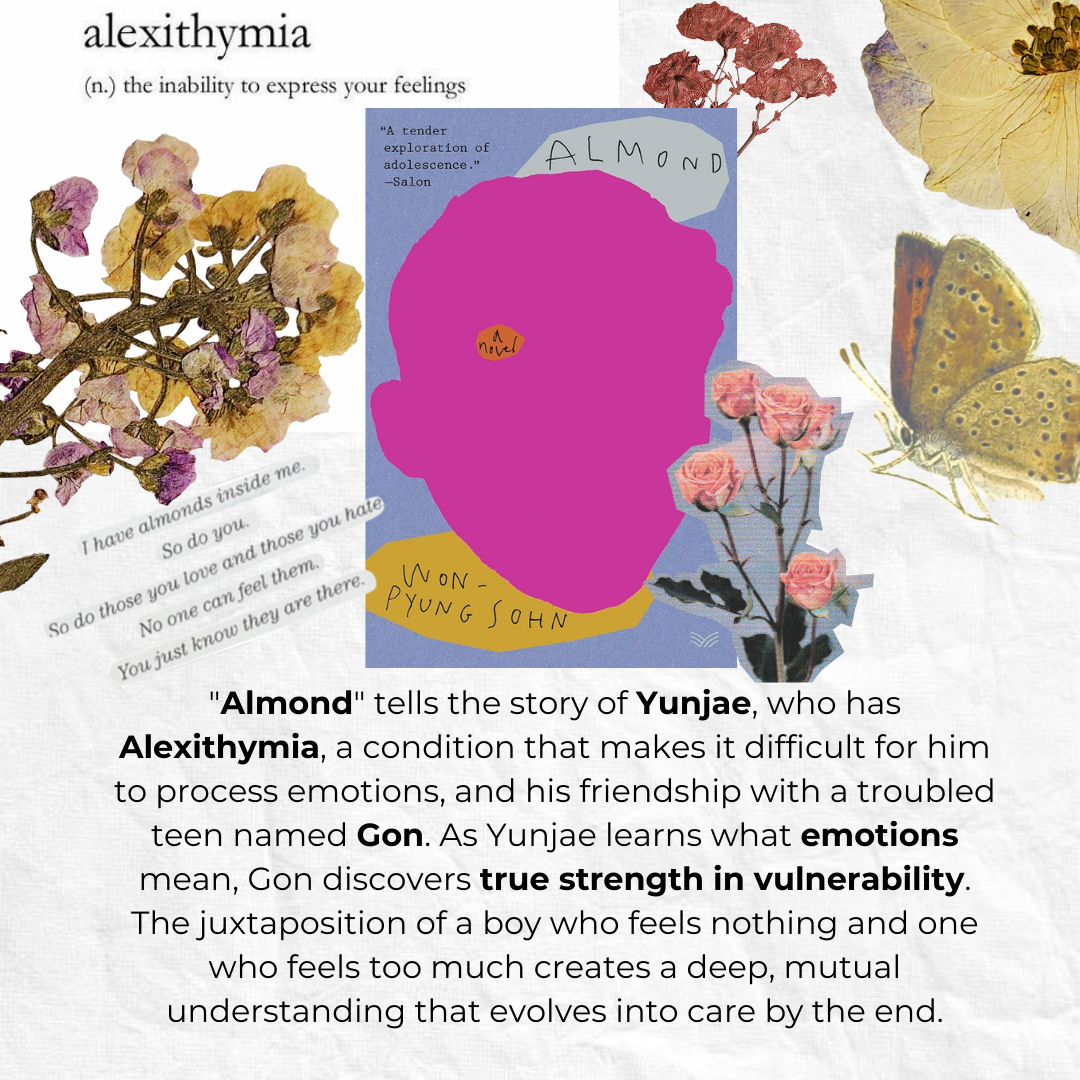 alexithymia
(n.) the inability to express your feelings
“A tender
exploration of
adolescence.”
—Salon
ALMOND
a
novel
WON-
PYUNG SOHN
I have almonds inside me.
So do you.
So do those you love and those you hate
No one can feel them.
You just know they are there.
"Almond" tells the story of Yunjae, who has
Alexithymia, a condition that makes it difficult for him
to process emotions, and his friendship with a troubled
teen named Gon. As Yunjae learns what emotions
mean, Gon discovers true strength in vulnerability.
The juxtaposition of a boy who feels nothing and one
who feels too much creates a deep, mutual
understanding that evolves into care by the end.